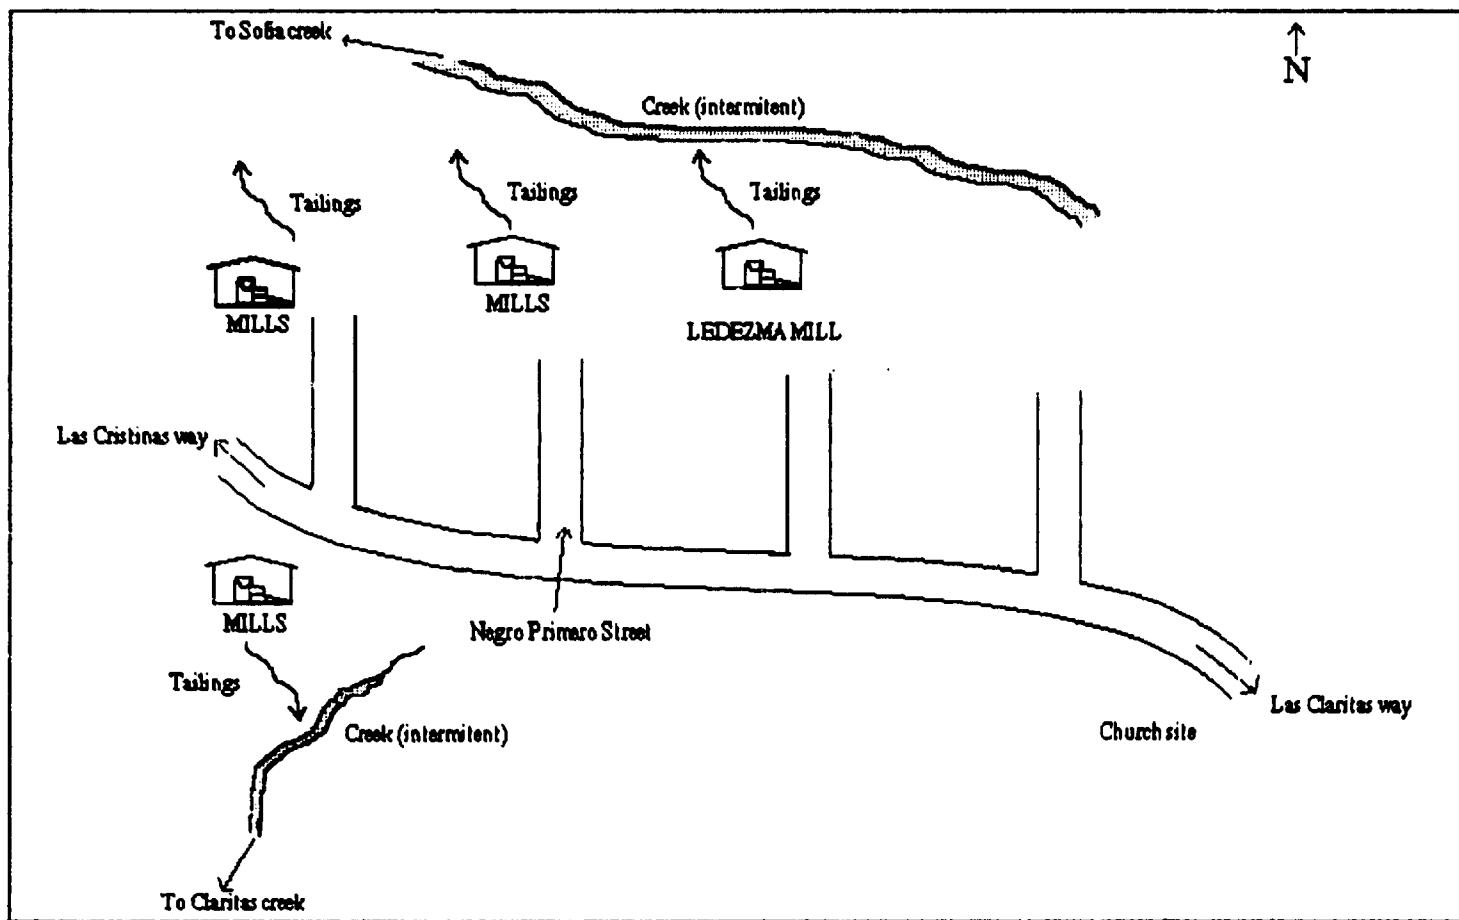 To Sofia creek
N
Creek (intermitent)
Tailings
Tailings
Tailings
MILLS
MILLS
LEDEZMA MILL
Las Cristinas way
MILLS
Negro Primero Street
Tailings
Las Claritas way
Creek (intermitent)
Church site
To Claritas creek